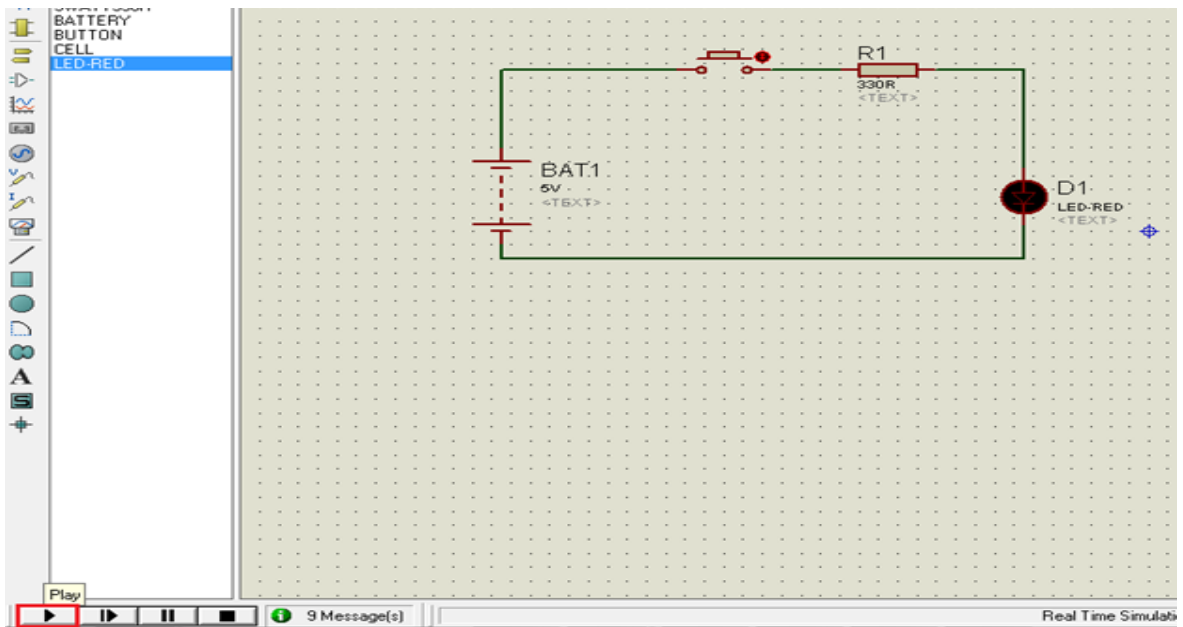 BATTERY
BUTTON
CELL
LED-RED
R1
330R
<TEXT>
BAT1
5V
<TEXT>
D1
LED-RED
<TEXT>
A
S
Play
9 Message(s)
Real Time Simulati